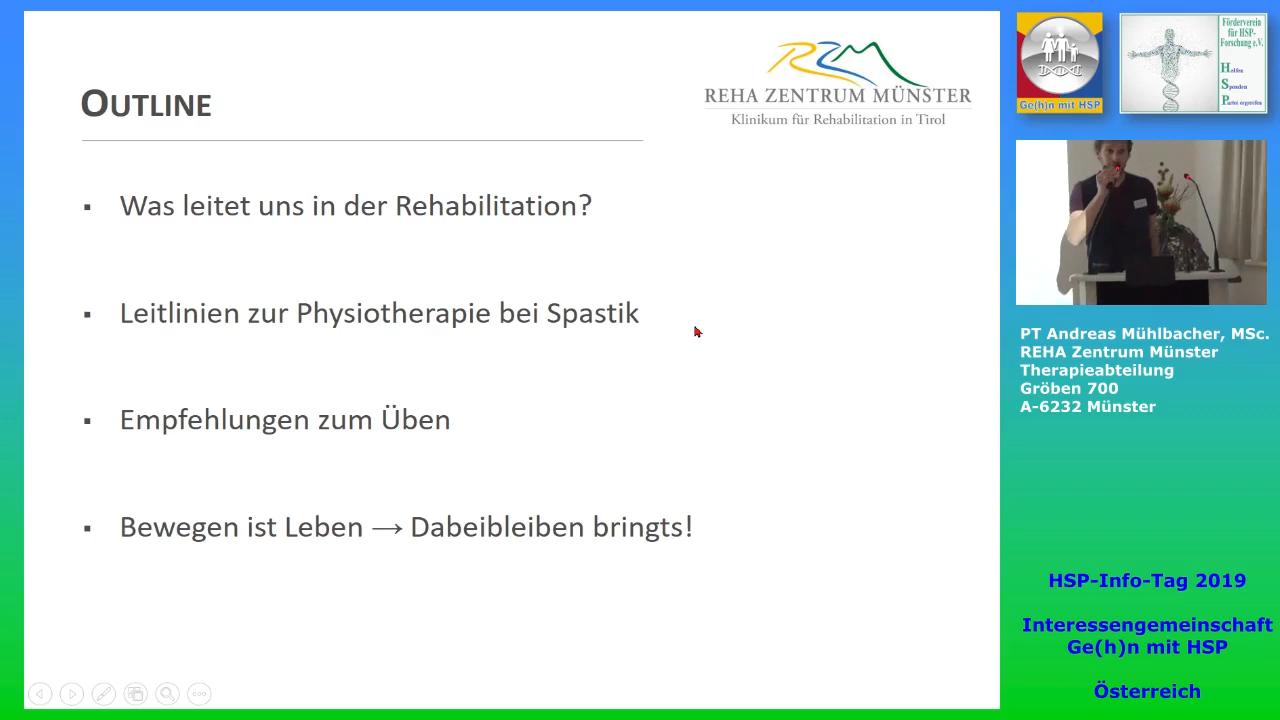 OUTLINE
REHA ZENTRUM MÜNSTER
Klinikum für Rehabilitation in Tirol
▪ Was leitet uns in der Rehabilitation?
▪ Leitlinien zur Physiotherapie bei Spastik
▪ Empfehlungen zum Üben
▪ Bewegen ist Leben → Dabeibleiben bringts!
Ge(h)n mit HSP
Förderverein
für HSP-
Forschung e.V.
Helfen
Spenden
Partei ergreifen
PT Andreas Mühlbacher, MSc.
REHA Zentrum Münster
Therapieabteilung
Gröben 700
A-6232 Münster
HSP-Info-Tag 2019
Interessengemeinschaft
Ge(h)n mit HSP
Österreich